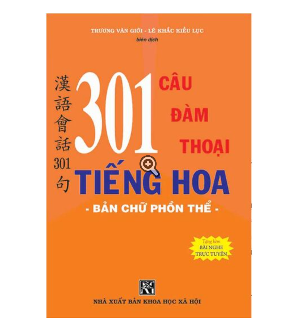 TRƯƠNG VĂN GIỚI - LÊ KHẮC KIỀU LỤC
biên dịch
漢語會話301句
301
CÂU
ĐÀM
THOẠI
TIẾNG HOA
- BẢN CHỮ PHỒN THỂ -
Tặng kèm
BÀI NGHE
TRỰC TUYẾN
NHÀ XUẤT BẢN KHOA HỌC XÃ HỘI